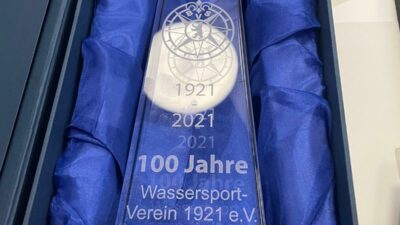 1921
-
2021
100 Jahre
Wassersport-
Verein 1921 e.V.